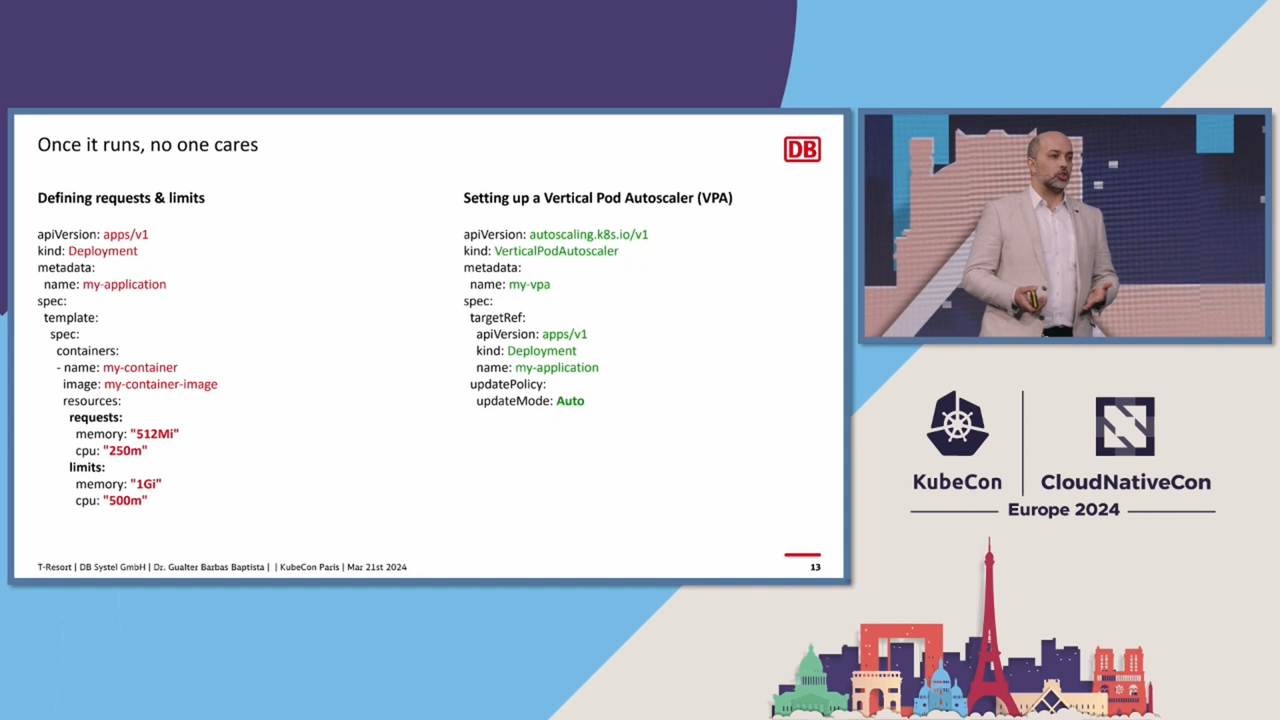 Once it runs, no one cares
DB
Defining requests & limits
apiVersion: apps/v1
kind: Deployment
metadata:
name: my-application
spec:
template:
spec:
containers:
- name: my-container
image: my-container-image
resources:
requests:
memory: "512Mi"
cpu: "250m"
limits:
memory: "1Gi"
cpu: "500m"
Setting up a Vertical Pod Autoscaler (VPA)
apiVersion: autoscaling.k8s.io/v1
kind: VerticalPodAutoscaler
metadata:
name: my-vpa
spec:
targetRef:
apiVersion: apps/v1
kind: Deployment
name: my-application
updatePolicy:
updateMode: Auto
T-Resort | DB Systel GmbH | Dr. Gualter Barbas Baptista | | KubeCon Paris | Mar 21st 2024
13
KubeCon
CloudNativeCon
Europe 2024